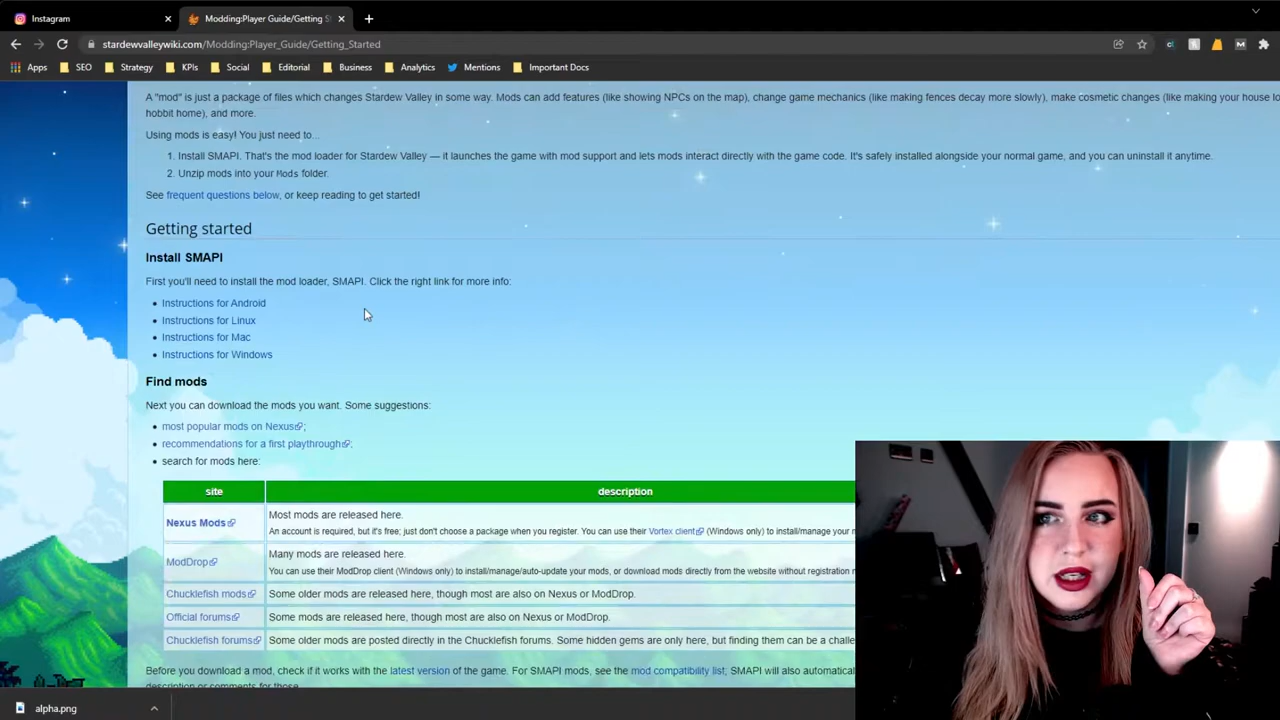 Instagram
Modding:Player Guide/Getting S
stardewvalleywiki.com/Modding:Player_Guide/Getting_Started
Apps SEO Strategy KPIs Social Editorial Business Analytics Mentions Important Docs
A "mod" is just a package of files which changes Stardew Valley in some way. Mods can add features (like showing NPCs on the map), change game mechanics (like making fences decay more slowly), make cosmetic changes (like making your house
hobbit home), and more.
Using mods is easy! You just need to...
1. Install SMAPI. That's the mod loader for Stardew Valley — it launches the game with mod support and lets mods interact directly with the game code. It's safely installed alongside your normal game, and you can uninstall it anytime.
2. Unzip mods into your Mods folder.
See frequent questions below, or keep reading to get started!
Getting started
Install SMAPI
First you'll need to install the mod loader, SMAPI. Click the right link for more info:
• Instructions for Android
• Instructions for Linux
• Instructions for Mac
• Instructions for Windows
Find mods
Next you can download the mods you want. Some suggestions:
• most popular mods on Nexus;
• recommendations for a first playthrough;
• search for mods here:
site description
Nexus Mods Most mods are released here.
An account is required, but it's free; just don't choose a package when you register. You can use their Vortex client (Windows only) to install/manage your
ModDrop Many mods are released here.
You can use their ModDrop client (Windows only) to install/manage/auto-update your mods, or download mods directly from the website without registration
Chucklefish mods Some older mods are released here, though most are also on Nexus or ModDrop.
Official forums Some mods are released here, though most are also on Nexus or ModDrop.
Chucklefish forums Some older mods are posted directly in the Chucklefish forums. Some hidden gems are only here, but finding them can be a
Before you download a mod, check if it works with the latest version of the game. For SMAPI mods, see the mod compatibility list; SMAPI will also
description or comments for those.
alpha.png